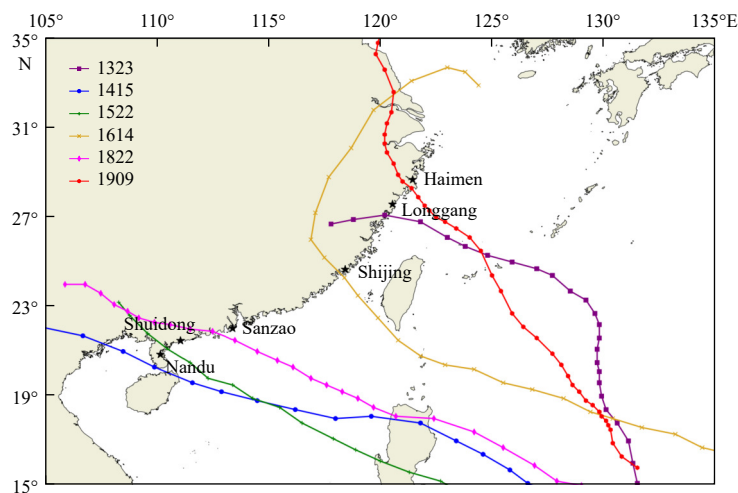 105° 110° 115° 120° 125° 130° 135°E
35°
N
1323
1415
1522
1614
1822
1909
31°
Haimen
Longgang
27°
Shijing
23°
Shuidong
Sanzao
Nandu
19°
15°